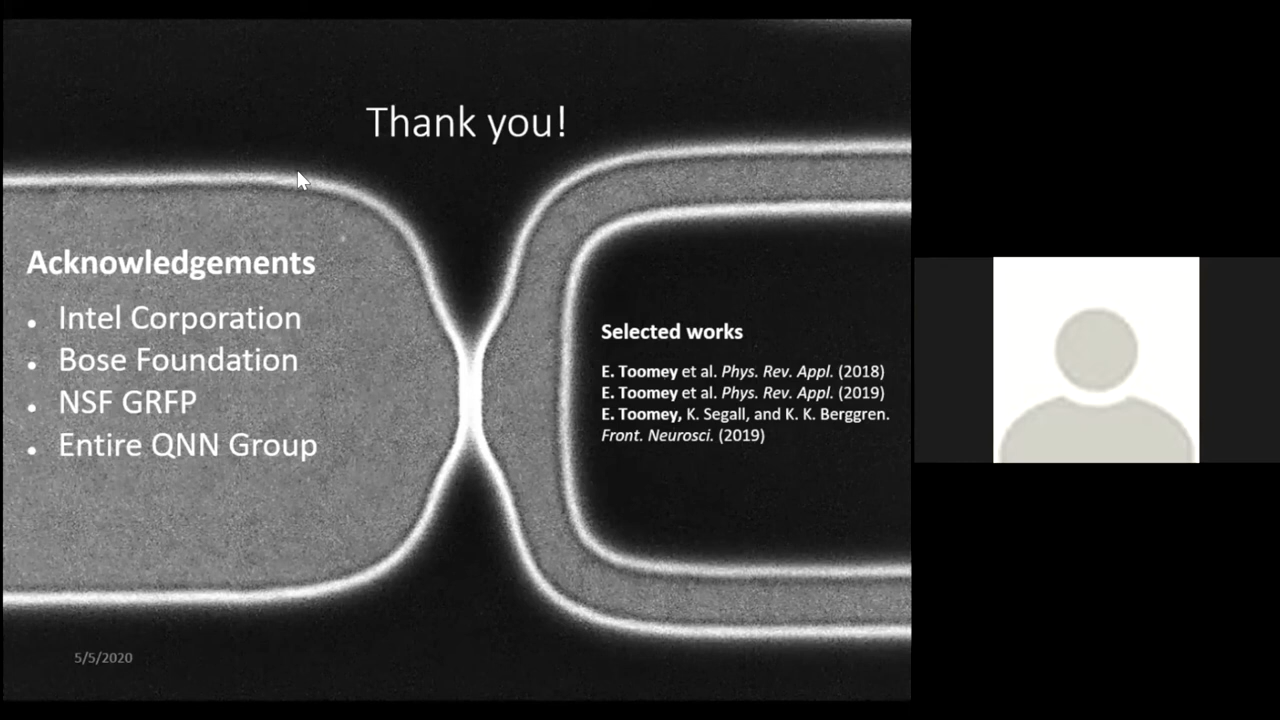 Thank you!
Acknowledgements
• Intel Corporation
• Bose Foundation
• NSF GRFP
• Entire QNN Group
Selected works
E. Toomey et al. Phys. Rev. Appl. (2018)
E. Toomey et al. Phys. Rev. Appl. (2019)
E. Toomey, K. Segall, and K. K. Berggren.
Front. Neurosci. (2019)
5/5/2020